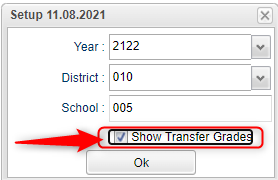 Setup 11.08.2021
Year : 2122
District : 010
School : 005
Show Transfer Grades
Ok